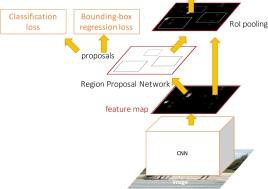 Classification
loss
Bounding-box
regression loss
RoI pooling
proposals
Region Proposal Network
feature map
CNN
image